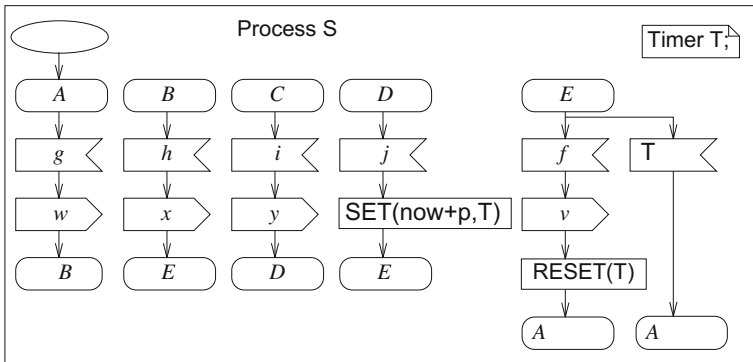 Process S
Timer T;
A B C D E
g h i j f T
w x y SET(now+p,T) v
B E D E RESET(T)
A A